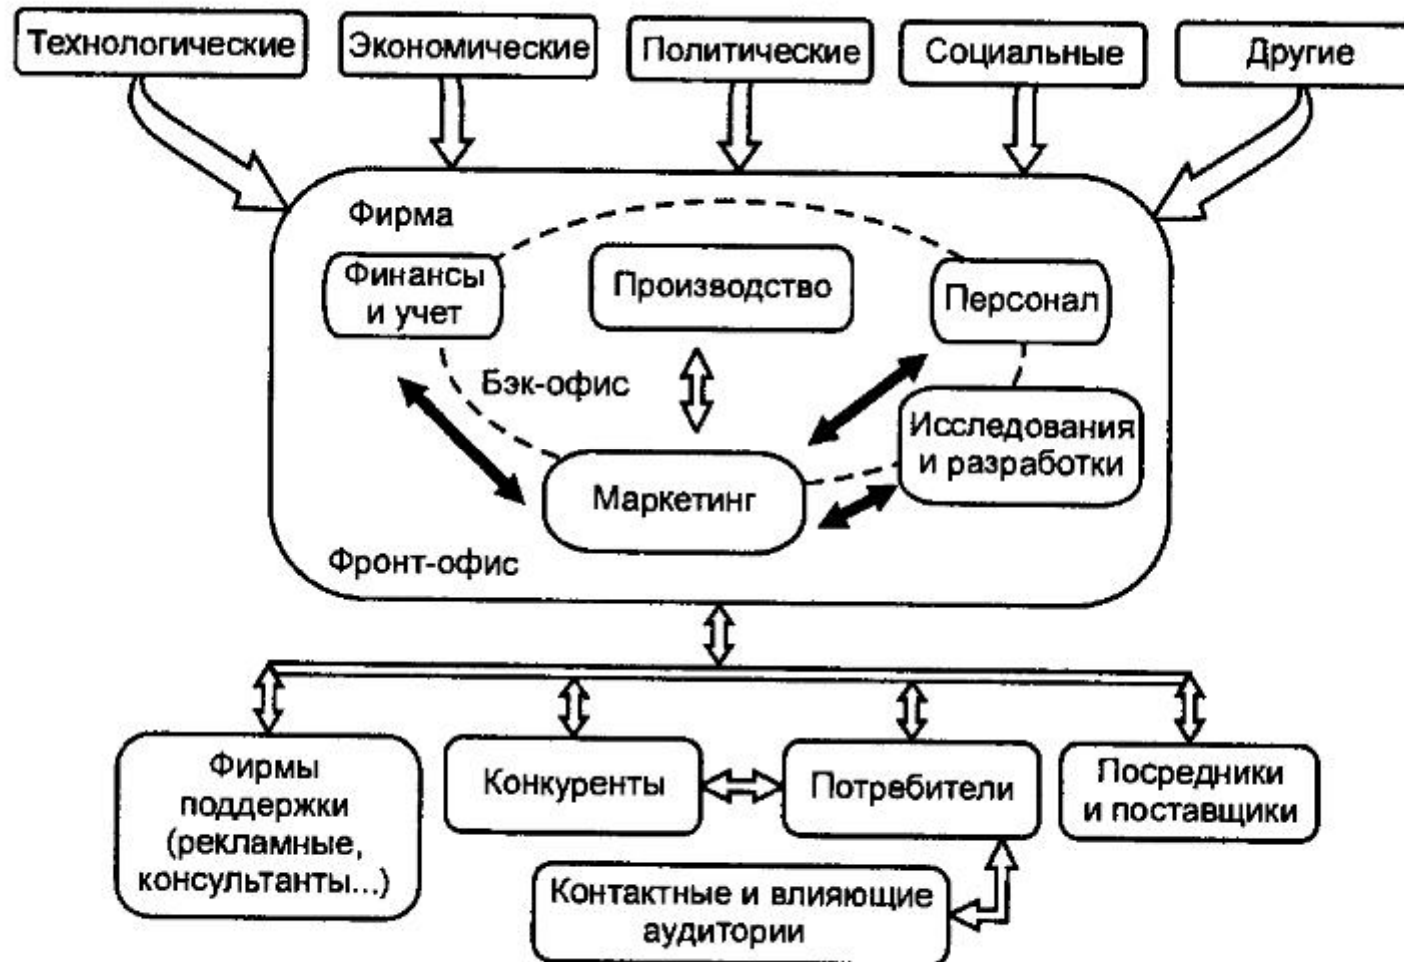 Технологические
Экономические
Политические
Социальные
Другие
Фирма
Финансы
и учет
Производство
Персонал
Бэк-офис
Исследования
и разработки
Маркетинг
Фронт-офис
Фирмы
поддержки
(рекламные,
консультанты...)
Конкуренты
Потребители
Посредники
и поставщики
Контактные и влияющие
аудитории